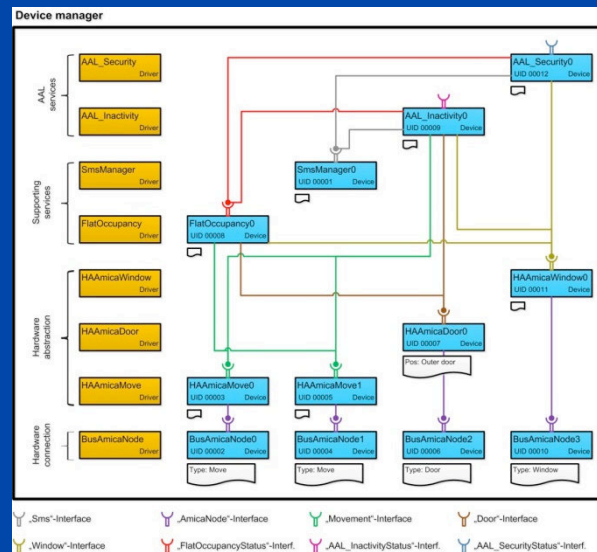 Device manager
AAL services
AAL_Security
Driver
AAL_Security0
UID 00012 Device
AAL_Inactivity
Driver
AAL_Inactivity0
UID 00009 Device
Supporting services
SmsManager
Driver
SmsManager0
UID 00001 Device
FlatOccupancy
Driver
FlatOccupancy0
UID 00008 Device
Hardware abstraction
HAAmicaWindow
Driver
HAAmicaWindow0
UID 00011 Device
HAAmicaDoor
Driver
HAAmicaDoor0
UID 00007 Device
Pos: Outer door
HAAmicaMove
Driver
HAAmicaMove0
UID 00003 Device
HAAmicaMove1
UID 00005 Device
Hardware connection
BusAmicaNode
Driver
BusAmicaNode0
UID 00002 Device
Type: Move
BusAmicaNode1
UID 00004 Device
Type: Move
BusAmicaNode2
UID 00006 Device
Type: Door
BusAmicaNode3
UID 00010 Device
Type: Window
„Sms“-Interface
„AmicaNode“-Interface
„Movement“-Interface
„Door“-Interface
„Window“-Interface
„FlatOccupancyStatus“-Interf.
„AAL_InactivityStatus“-Interf.
„AAL_SecurityStatus“-Interf.